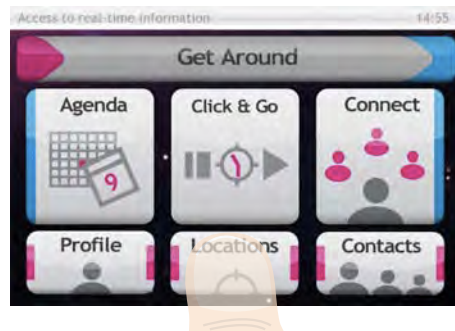 Access to real-time information 14:55
Get Around
Agenda Click & Go Connect
9
Profile Locations Contacts